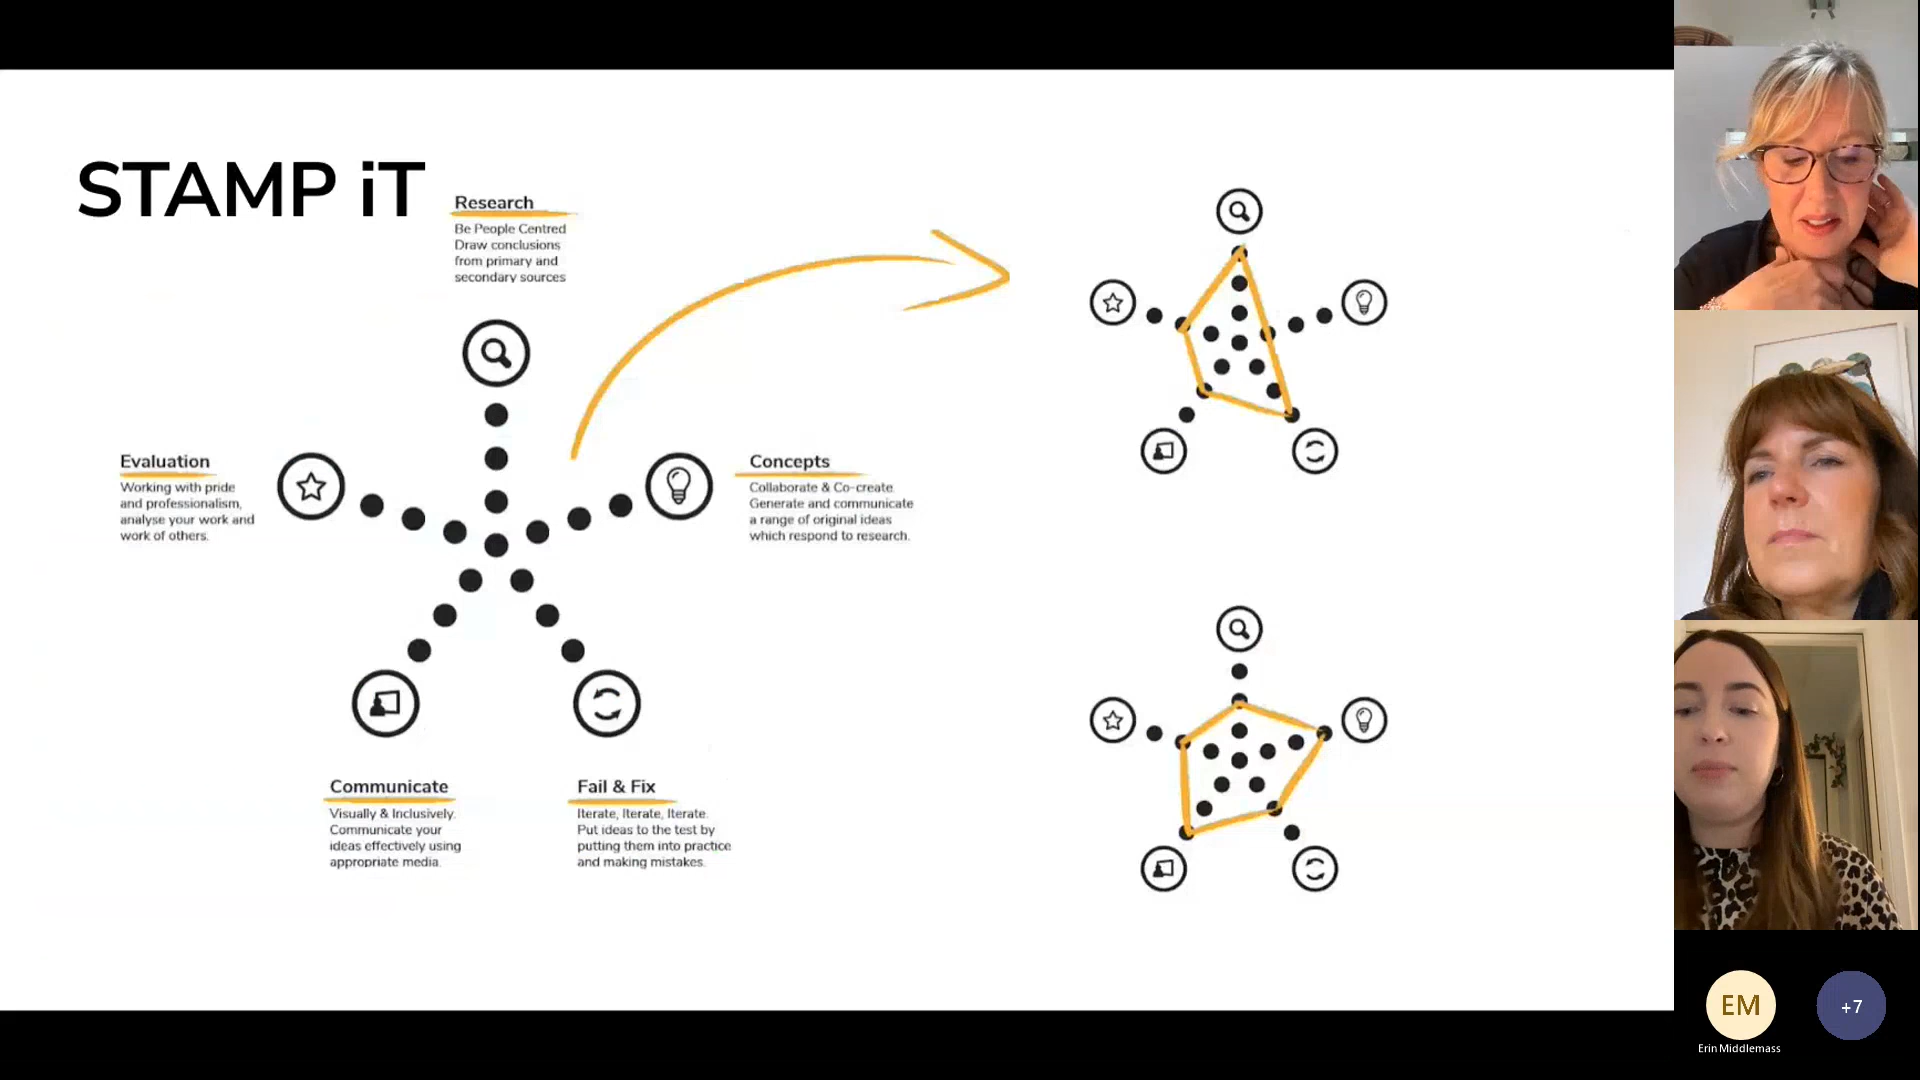 STAMP iT
Research
Be People Centred
Draw conclusions
from primary and
secondary sources
Evaluation
Working with pride
and professionalism,
analyse your work and
work of others.
Concepts
Collaborate & Co-create.
Generate and communicate
a range of original ideas
which respond to research.
Communicate
Visually & Inclusively.
Communicate your
ideas effectively using
appropriate media.
Fail & Fix
Iterate, Iterate, Iterate.
Put ideas to the test by
putting them into practice
and making mistakes.
EM
+7
Erin Middlemass